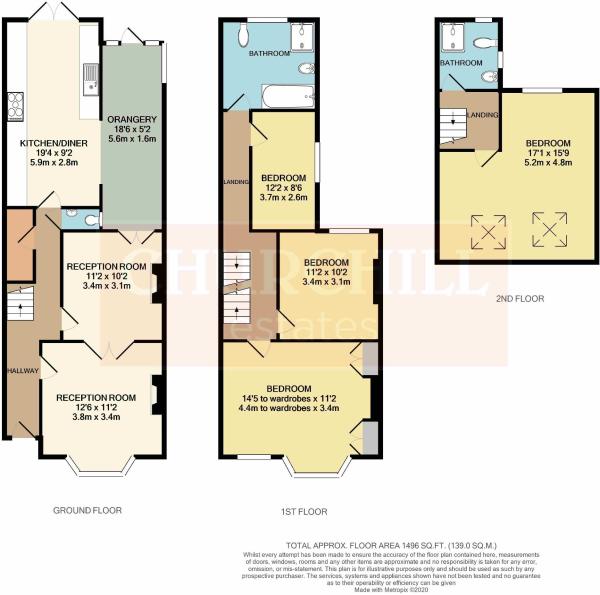 KITCHEN/DINER
19'4 x 9'2
5.9m x 2.8m
ORANGERY
18'6 x 5'2
5.6m x 1.6m
RECEPTION ROOM
11'2 x 10'2
3.4m x 3.1m
HALLWAY
RECEPTION ROOM
12'6 x 11'2
3.8m x 3.4m
GROUND FLOOR
BATHROOM
LANDING
BEDROOM
12'2 x 8'6
3.7m x 2.6m
BEDROOM
11'2 x 10'2
3.4m x 3.1m
BEDROOM
14'5 to wardrobes x 11'2
4.4m to wardrobes x 3.4m
1ST FLOOR
BATHROOM
LANDING
BEDROOM
17'1 x 15'9
5.2m x 4.8m
2ND FLOOR
CHURCHILL
estates
TOTAL APPROX. FLOOR AREA 1496 SQ.FT. (139.0 SQ.M.)
Whilst every attempt has been made to ensure the accuracy of the floor plan contained here, measurements
of doors, windows, rooms and any other items are approximate and no responsibility is taken for any error,
omission, or mis-statement. This plan is for illustrative purposes only and should be used as such by any
prospective purchaser. The services, systems and appliances shown have not been tested and no guarantee
as to their operability or efficiency can be given
Made with Metropix ©2020